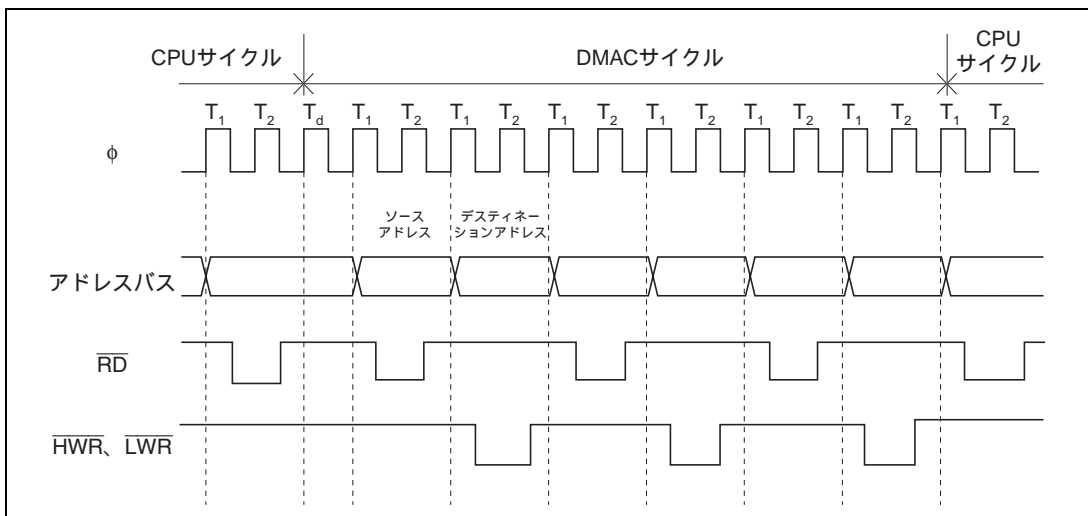 CPUサイクル DMACサイクル CPU
サイクル
T1 T2 Td T1 T2 T1 T2 T1 T2 T1 T2 T1 T2 T1 T2 T1 T2
φ
ソース
アドレス
デスティネー
ションアドレス
アドレスバス
RD
HWR、LWR